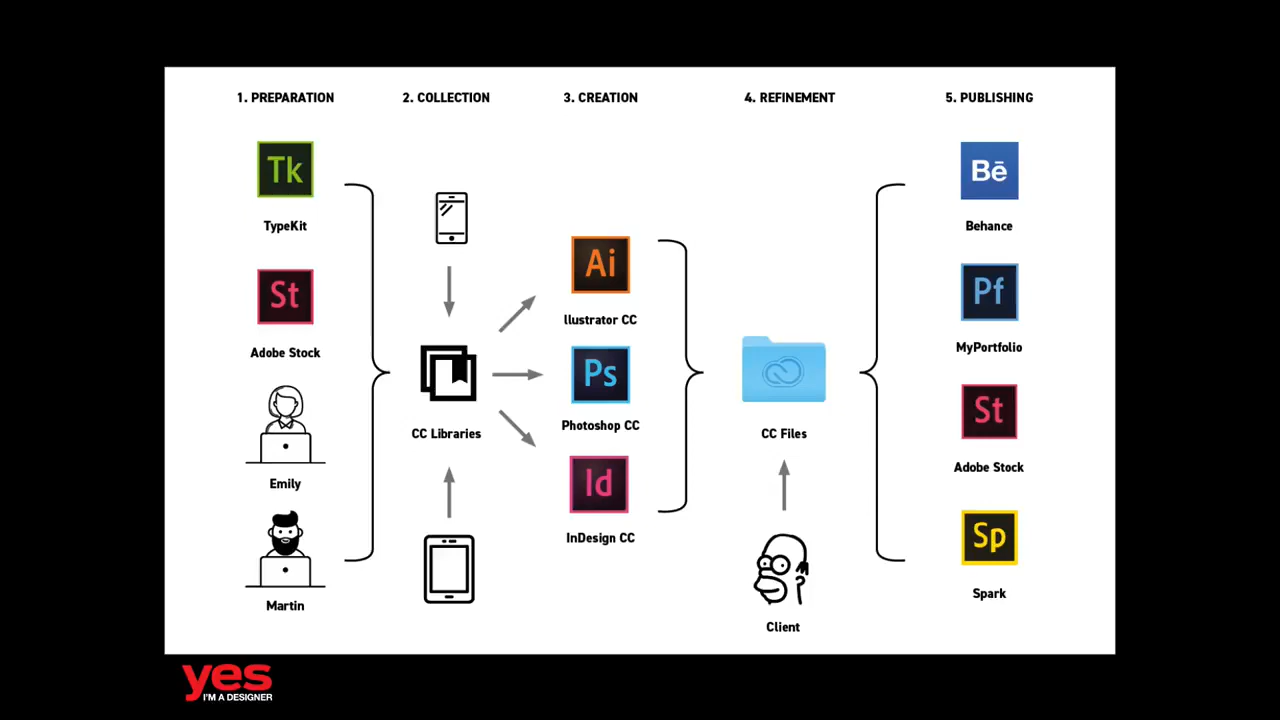 1. PREPARATION
2. COLLECTION
3. CREATION
4. REFINEMENT
5. PUBLISHING
Tk
TypeKit
St
Adobe Stock
Emily
Martin
CC Libraries
Ai
llustrator CC
Ps
Photoshop CC
Id
InDesign CC
CC Files
Client
Bē
Behance
Pf
MyPortfolio
St
Adobe Stock
Sp
Spark
yes
I'M A DESIGNER